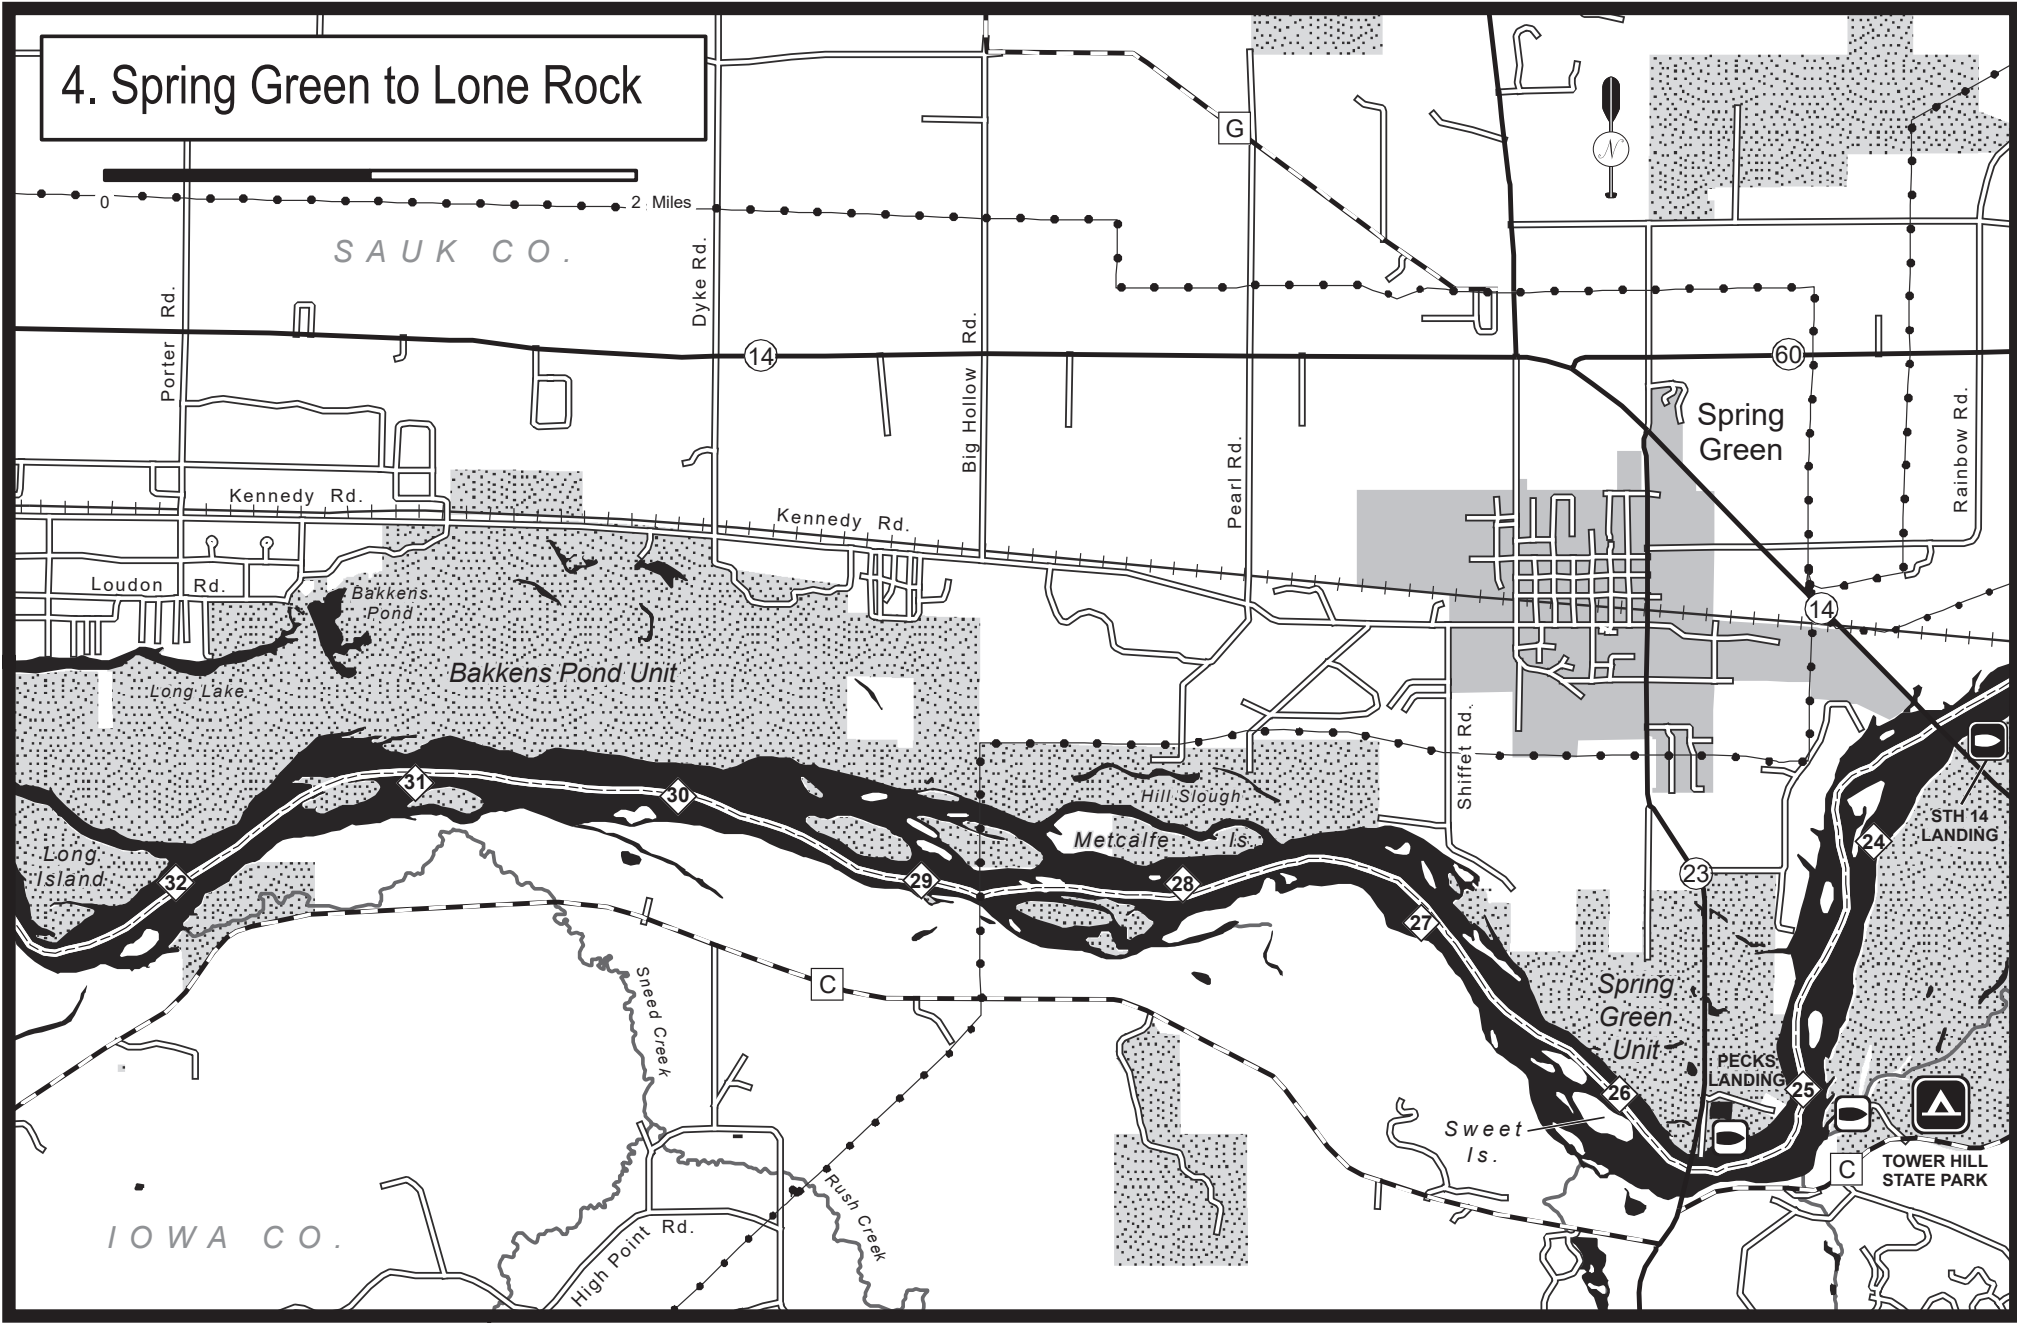 4. Spring Green to Lone Rock
G
N
0
2 Miles
SAUK CO.
Porter Rd.
Dyke Rd.
Big Hollow Rd.
14
60
Spring
Green
Rainbow Rd.
Pearl Rd.
Kennedy Rd.
Kennedy Rd.
Loudon Rd.
Bakkens
Pond
14
Bakkens Pond Unit
Long Lake
Shiffet Rd.
31
30
Hill Slough
Metcalfe Is.
STH 14
LANDING
24
Long
Island
32
29
28
23
27
Sneed Creek
C
Spring
Green
Unit
PECKS
LANDING
25
26
Sweet
Is.
C
TOWER HILL
STATE PARK
Rush Creek
IOWA CO.
High Point Rd.